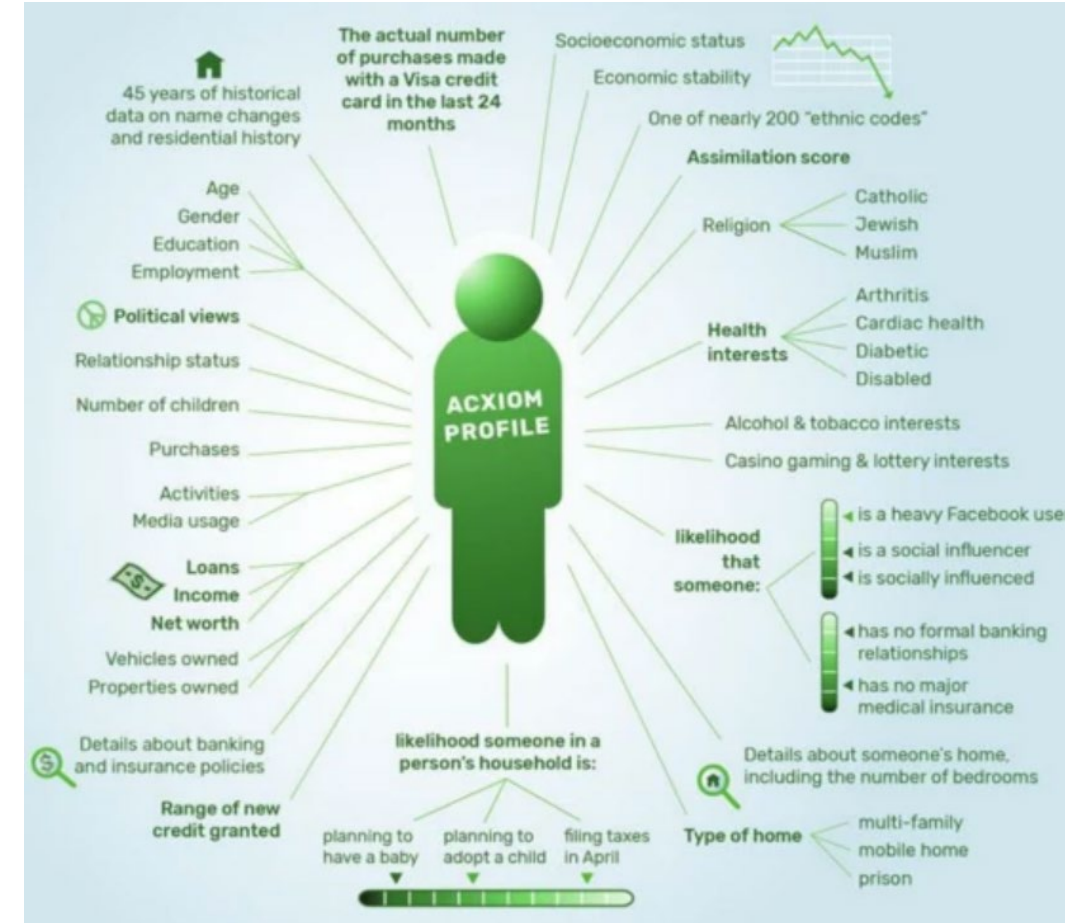 The actual number
of purchases made
with a Visa credit
card in the last 24
months
45 years of historical
data on name changes
and residential history
Age
Gender
Education
Employment
Political views
Relationship status
Number of children
Purchases
Activities
Media usage
Loans
Income
Net worth
Vehicles owned
Properties owned
Details about banking
and insurance policies
Range of new
credit granted
ACXIOM
PROFILE
Socioeconomic status
Economic stability
One of nearly 200 "ethnic codes"
Assimilation score
Religion
Catholic
Jewish
Muslim
Health
interests
Arthritis
Cardiac health
Diabetic
Disabled
Alcohol & tobacco interests
Casino gaming & lottery interests
likelihood
that
someone:
is a heavy Facebook use
is a social influencer
is socially influenced
has no formal banking
relationships
has no major
medical insurance
Details about someone's home,
including the number of bedrooms
Type of home
multi-family
mobile home
prison
likelihood someone in a
person's household is:
planning to
have a baby
planning to
adopt a child
filing taxes
in April
-$-
$